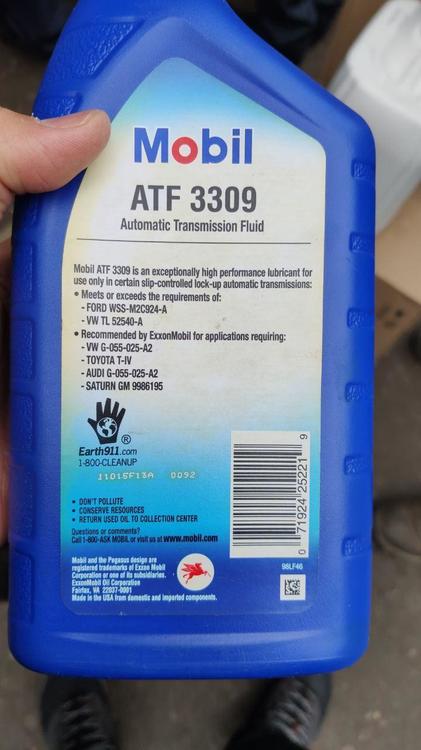 Mobil
ATF 3309
Automatic Transmission Fluid
Mobil ATF 3309 is an exceptionally high performance lubricant for
use only in certain slip-controlled lock-up automatic transmissions:
• Meets or exceeds the requirements of:
- FORD WSS-M2C924-A
- VW TL 52540-A
• Recommended by ExxonMobil for applications requiring:
- VW G-055-025-A2
- TOYOTA T-IV
- AUDI G-055-025-A2
- SATURN GM 9986195
®
Earth911.com
1-800-CLEANUP
11015F13A 0092
• DON'T POLLUTE
• CONSERVE RESOURCES
• RETURN USED OIL TO COLLECTION CENTER
Questions or comments?
Call 1-800-ASK MOBIL or visit us at www.mobil.com
Mobil and the Pegasus design are
registered trademarks of Exxon Mobil
Corporation or one of its subsidiaries.
ExxonMobil Oil Corporation
Fairfax, VA 22037-0001
Made in the USA from domestic and imported components.
0 71924 25221 9
98LF46